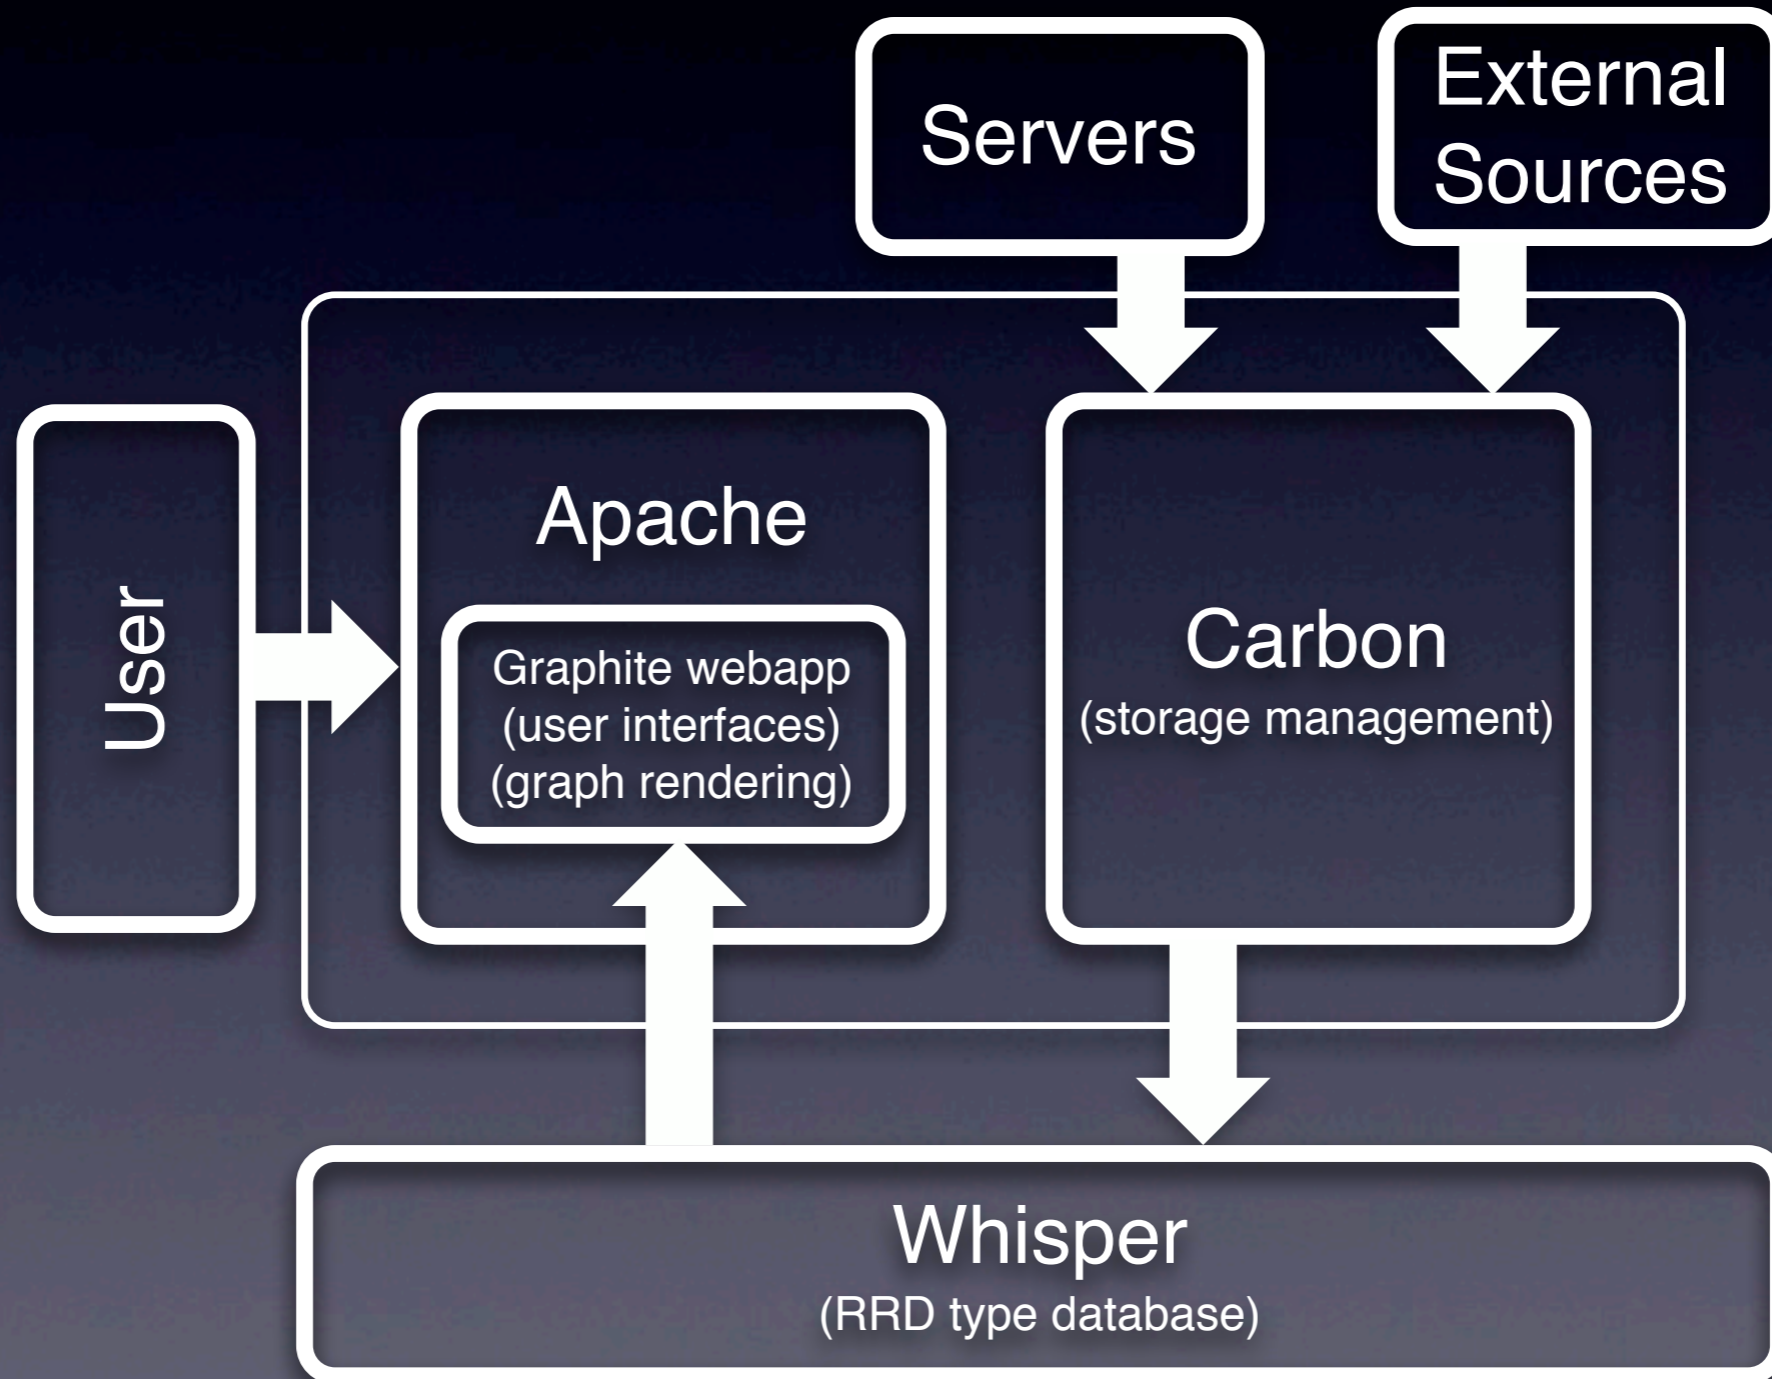 Servers
External
Sources
User
Apache
Graphite webapp
(user interfaces)
(graph rendering)
Carbon
(storage management)
Whisper
(RRD type database)